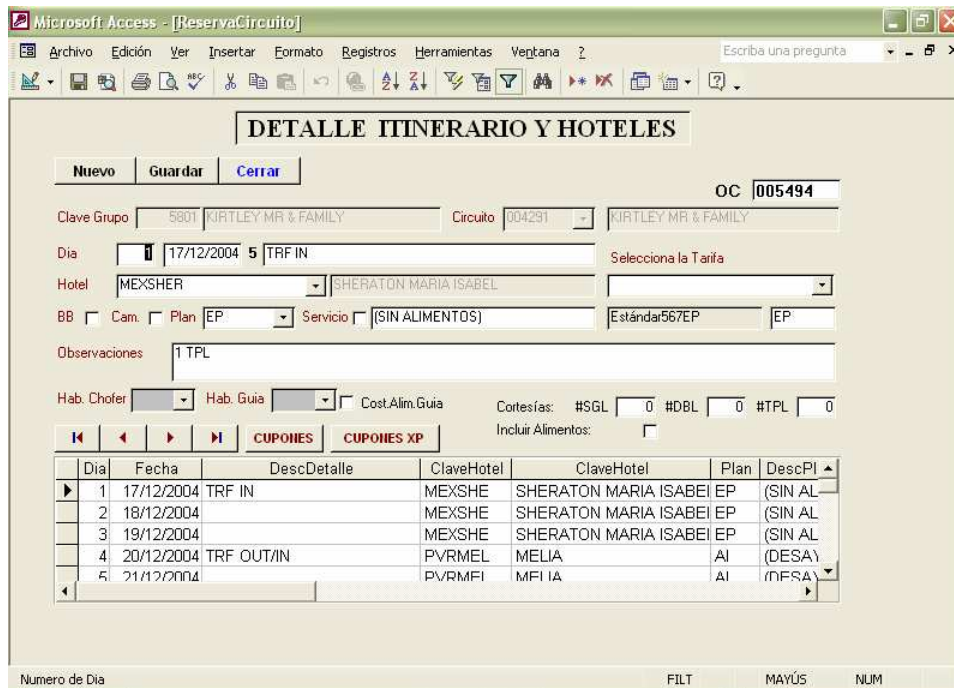 Microsoft Access - [ReservaCircuito]
Archivo Edición Ver Insertar Formato Registros Herramientas Ventana ? Escriba una pregunta
DETALLE ITINERARIO Y HOTELES
Nuevo Guardar Cerrar
OC 005494
Clave Grupo 5801 KIRTLEY MR & FAMILY Circuito 004291 KIRTLEY MR & FAMILY
Dia 1 17/12/2004 5 TRF IN Selecciona la Tarifa
Hotel MEXSHER SHERATON MARIA ISABEL
BB Cam. Plan EP Servicio (SIN ALIMENTOS) Estándar567EP EP
Observaciones 1 TPL
Hab. Chofer Hab. Guia Cost.Alim.Guia Cortesías: #SGL 0 #DBL 0 #TPL 0
Incluir Alimentos:
CUPONES CUPONES XP
Dia Fecha DescDetalle ClaveHotel ClaveHotel Plan DescPl
1 17/12/2004 TRF IN MEXSHE SHERATON MARIA ISABEI EP (SIN AL
2 18/12/2004 MEXSHE SHERATON MARIA ISABEI EP (SIN AL
3 19/12/2004 MEXSHE SHERATON MARIA ISABEI EP (SIN AL
4 20/12/2004 TRF OUT/IN PVRMEL MELIA AI (DESAY
5 21/12/2004 PVRMEL MELIA AI (DESAY
Numero de Dia FILT MAYÚS NUM